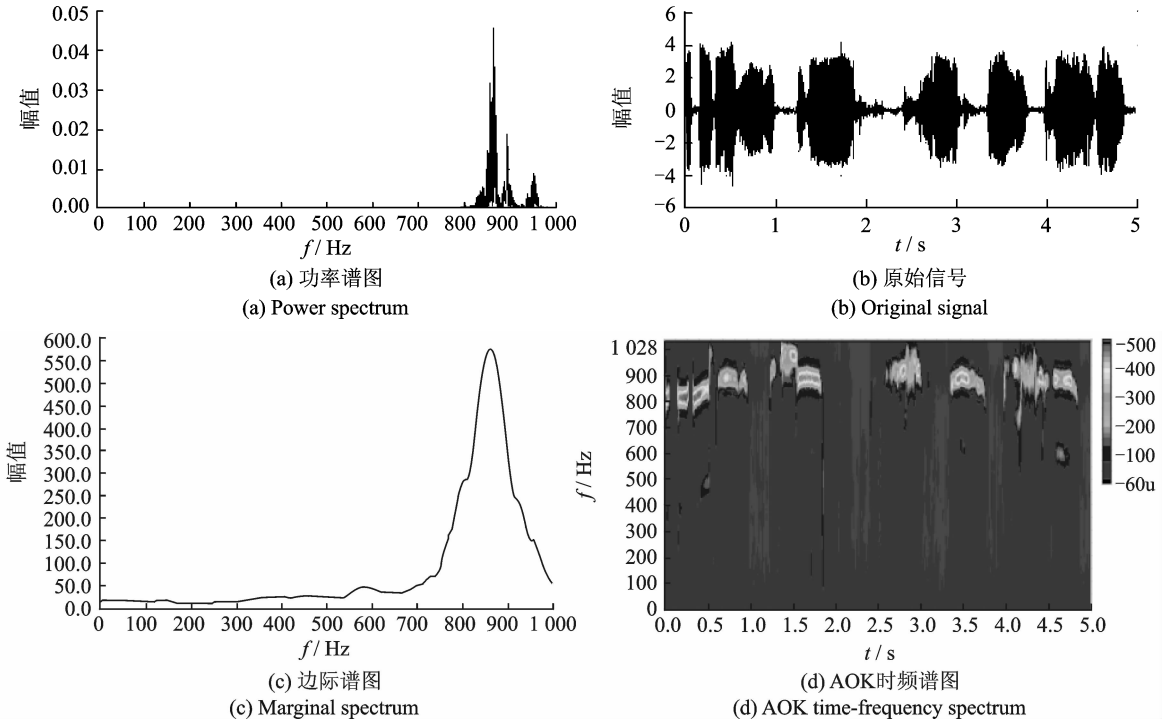 0.05
0.04
0.03
0.02
0.01
0.00
幅值
0 100 200 300 400 500 600 700 800 900 1 000
f / Hz
(a) 功率谱图
(a) Power spectrum
6
4
2
0
−2
−4
−6
幅值
0 1 2 3 4 5
t / s
(b) 原始信号
(b) Original signal
600.0
550.0
500.0
450.0
400.0
350.0
300.0
250.0
200.0
150.0
100.0
50.0
0.0
幅值
0 100 200 300 400 500 600 700 800 900 1 000
f / Hz
(c) 边际谱图
(c) Marginal spectrum
1 028
900
800
700
600
500
400
300
200
100
0
f / Hz
0.0 0.5 1.0 1.5 2.0 2.5 3.0 3.5 4.0 4.5 5.0
t / s
−500
−400
−300
−200
−100
−60u
(d) AOK时频谱图
(d) AOK time-frequency spectrum